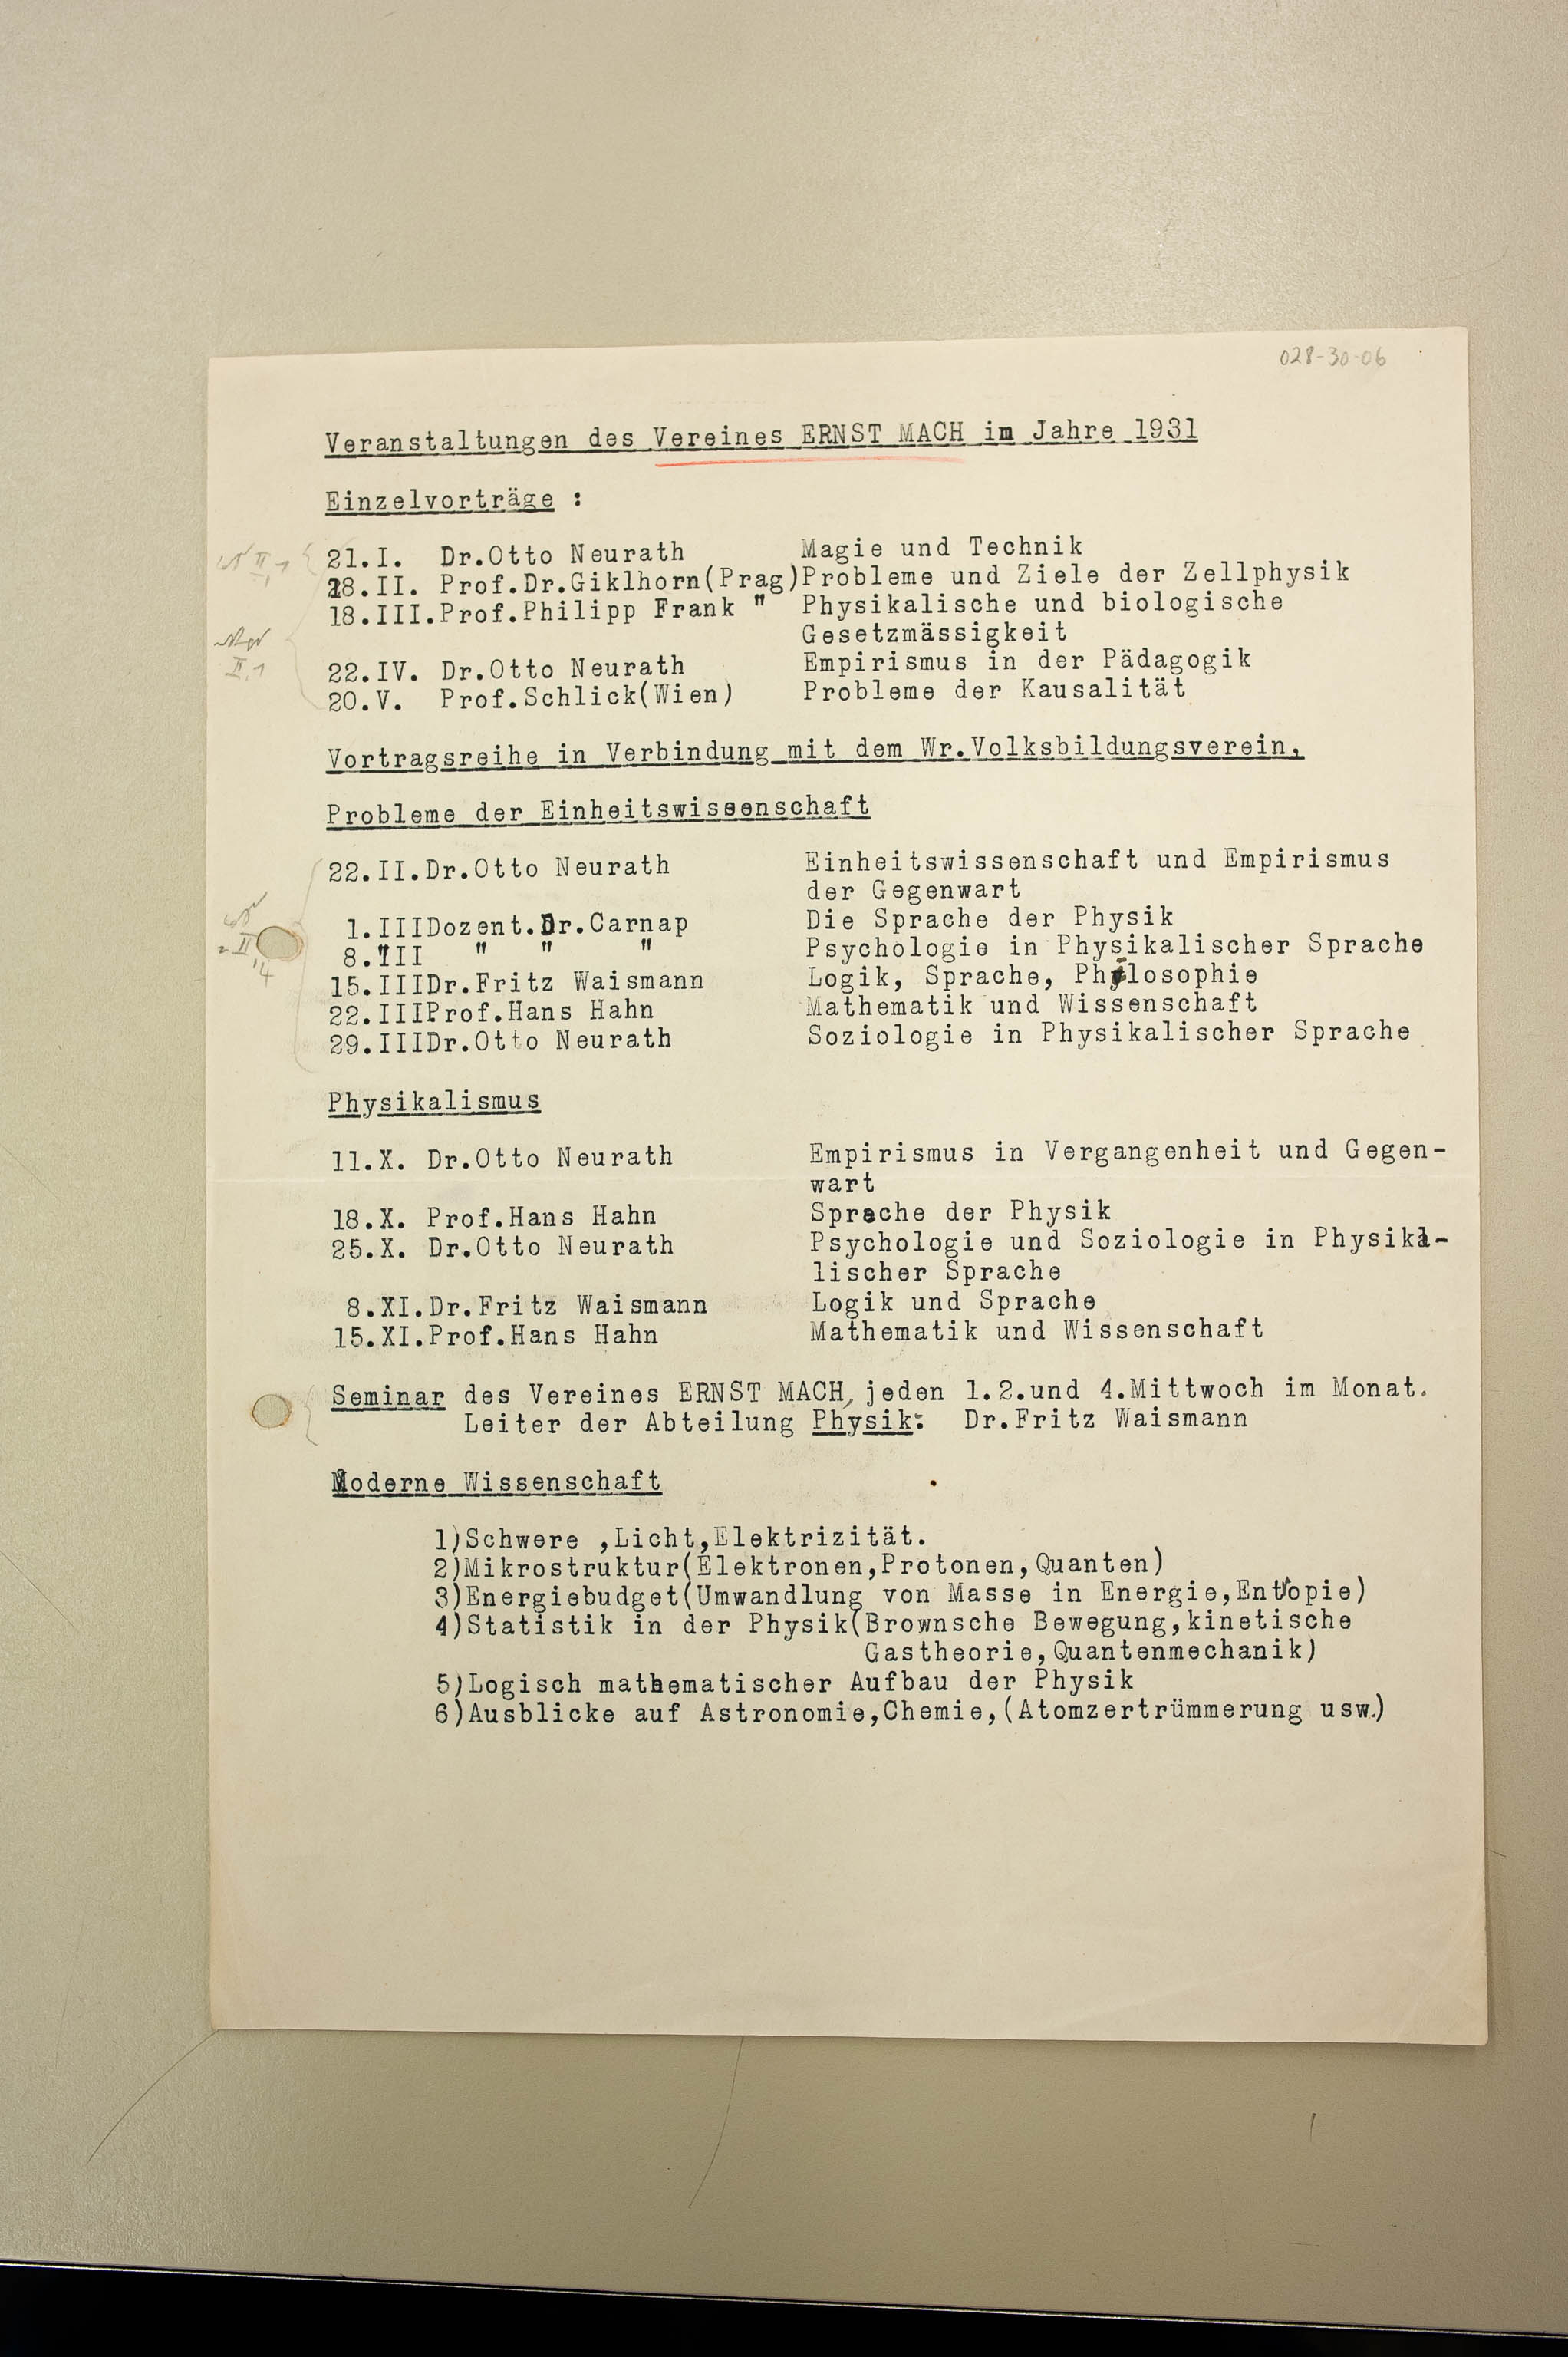 028-30-06
Veranstaltungen des Vereines ERNST MACH im Jahre 1931
Einzelvorträge :
21.I. Dr.Otto Neurath Magie und Technik
18.II. Prof.Dr.Giklhorn(Prag)Probleme und Ziele der Zellphysik
18.III.Prof.Philipp Frank " Physikalische und biologische
Gesetzmässigkeit
22.IV. Dr.Otto Neurath Empirismus in der Pädagogik
20.V. Prof.Schlick(Wien) Probleme der Kausalität
Vortragsreihe in Verbindung mit dem Wr.Volksbildungsverein.
Probleme der Einheitswissenschaft
22.II.Dr.Otto Neurath Einheitswissenschaft und Empirismus
der Gegenwart
1.IIIDozent.Dr.Carnap Die Sprache der Physik
8.III " " " Psychologie in Physikalischer Sprache
15.IIIDr.Fritz Waismann Logik, Sprache, Philosophie
22.IIIProf.Hans Hahn Mathematik und Wissenschaft
29.IIIDr.Otto Neurath Soziologie in Physikalischer Sprache
Physikalismus
11.X. Dr.Otto Neurath Empirismus in Vergangenheit und Gegen-
wart
18.X. Prof.Hans Hahn Sprache der Physik
25.X. Dr.Otto Neurath Psychologie und Soziologie in Physika-
lischer Sprache
8.XI.Dr.Fritz Waismann Logik und Sprache
15.XI.Prof.Hans Hahn Mathematik und Wissenschaft
Seminar des Vereines ERNST MACH, jeden 1.2.und 4.Mittwoch im Monat.
Leiter der Abteilung Physik: Dr.Fritz Waismann
Moderne Wissenschaft
1)Schwere ,Licht,Elektrizität.
2)Mikrostruktur(Elektronen,Protonen,Quanten)
3)Energiebudget(Umwandlung von Masse in Energie,Entropie)
4)Statistik in der Physik(Brownsche Bewegung,kinetische
Gastheorie,Quantenmechanik)
5)Logisch mathematischer Aufbau der Physik
6)Ausblicke auf Astronomie,Chemie,(Atomzertrümmerung usw.)